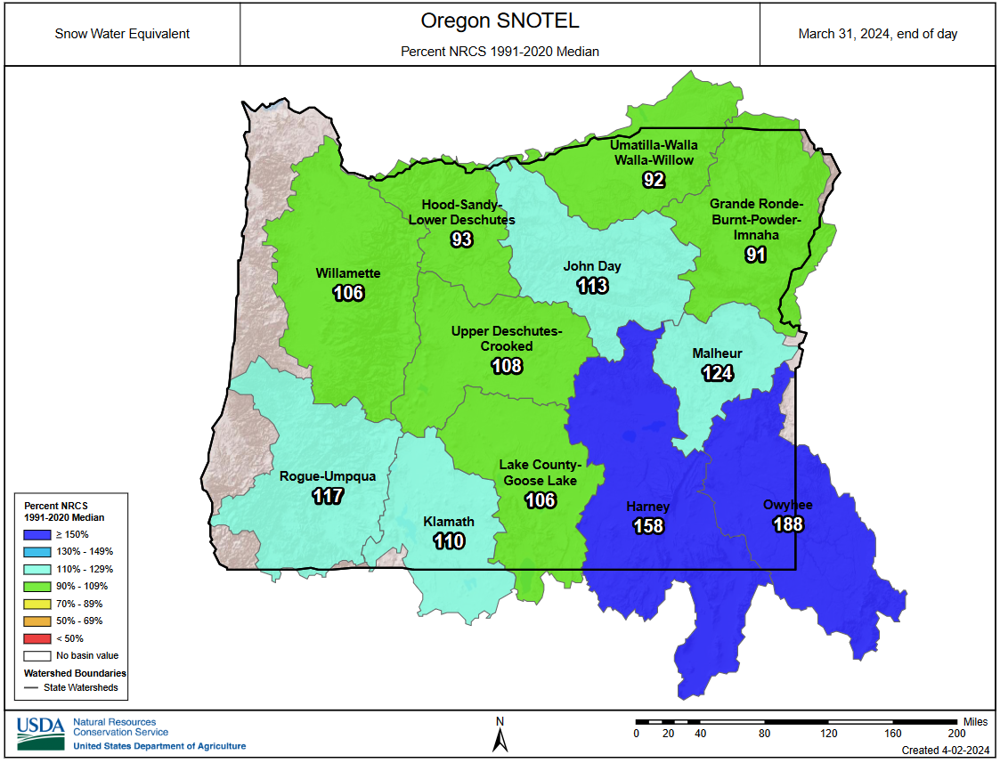 Snow Water Equivalent
Oregon SNOTEL
Percent NRCS 1991-2020 Median
March 31, 2024, end of day
Umatilla-Walla
Walla-Willow
92
Hood-Sandy-
Lower Deschutes
93
Grande Ronde-
Burnt-Powder-
Imnaha
91
Willamette
106
John Day
113
Upper Deschutes-
Crooked
108
Malheur
124
Rogue-Umpqua
117
Lake County-
Goose Lake
106
Klamath
110
Harney
158
Owyhee
188
Percent NRCS
1991-2020 Median
≥ 150%
130% - 149%
110% - 129%
90% - 109%
70% - 89%
50% - 69%
< 50%
No basin value
Watershed Boundaries
State Watersheds
USDA
Natural Resources
Conservation Service
United States Department of Agriculture
N
Miles
0 20 40 80 120 160 200
Created 4-02-2024